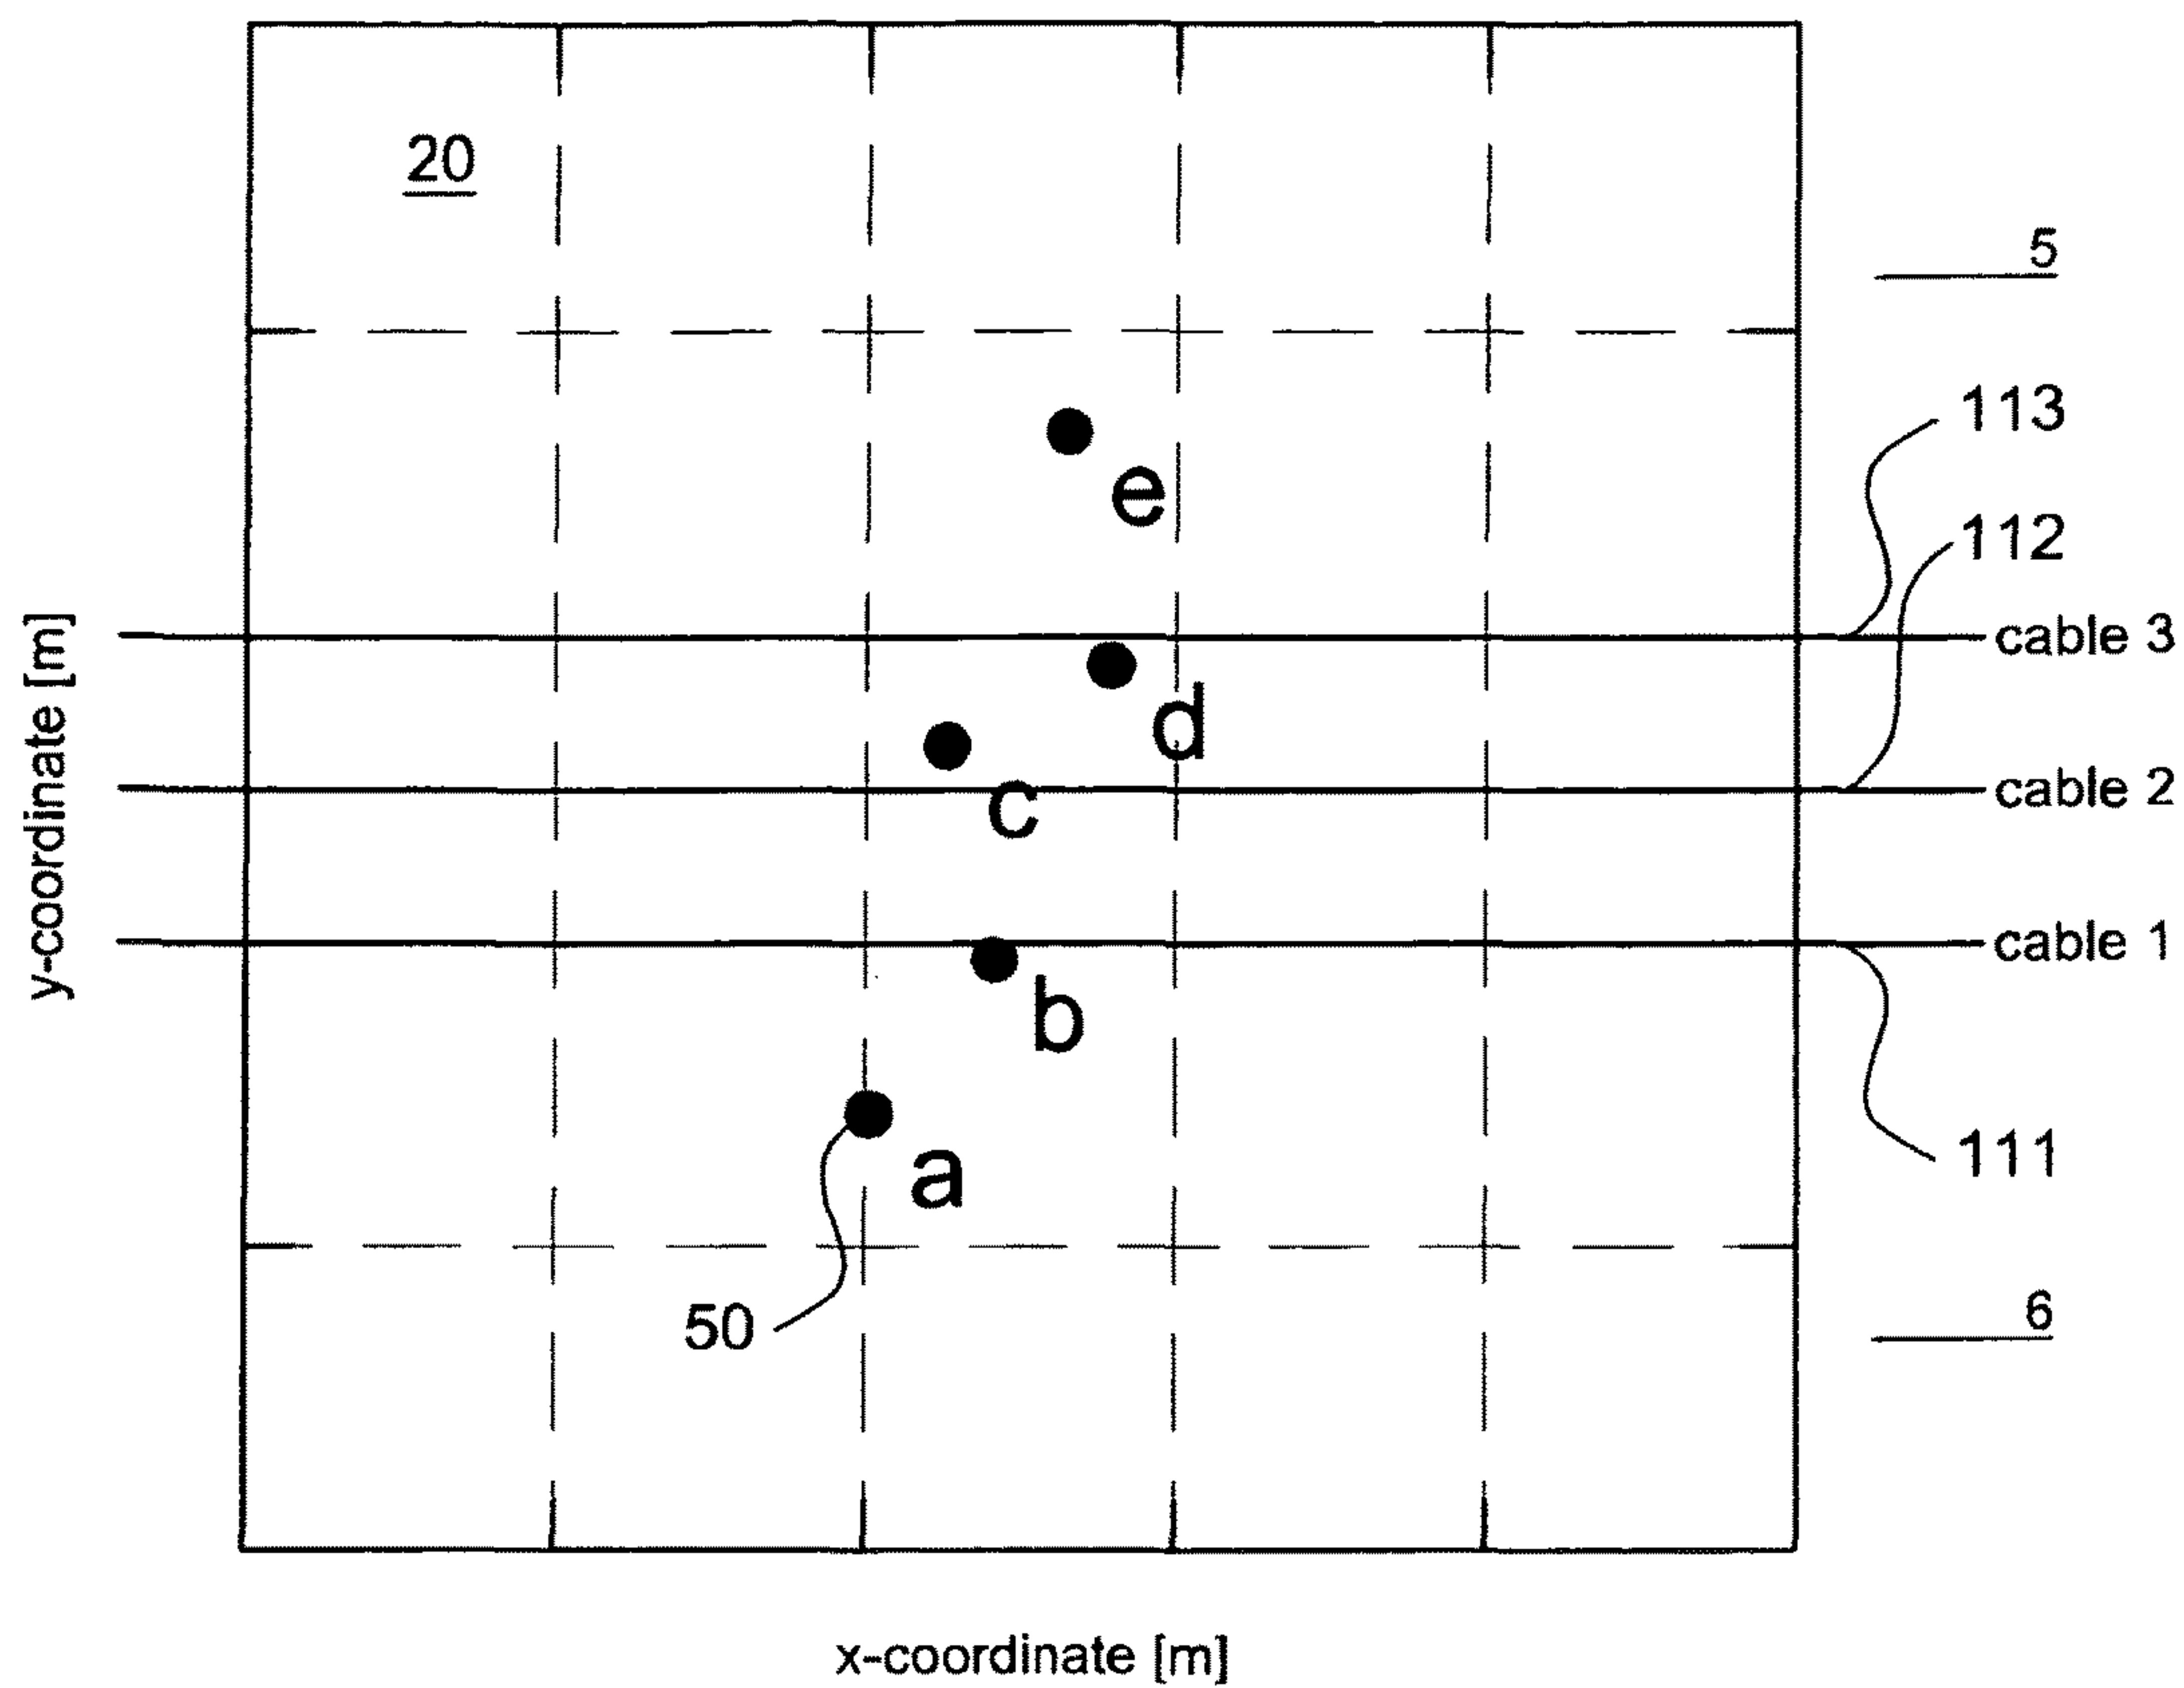 20
5
113
e
112
cable 3
d
cable 2
c
y-coordinate [m]
cable 1
b
111
a
50
6
x-coordinate [m]